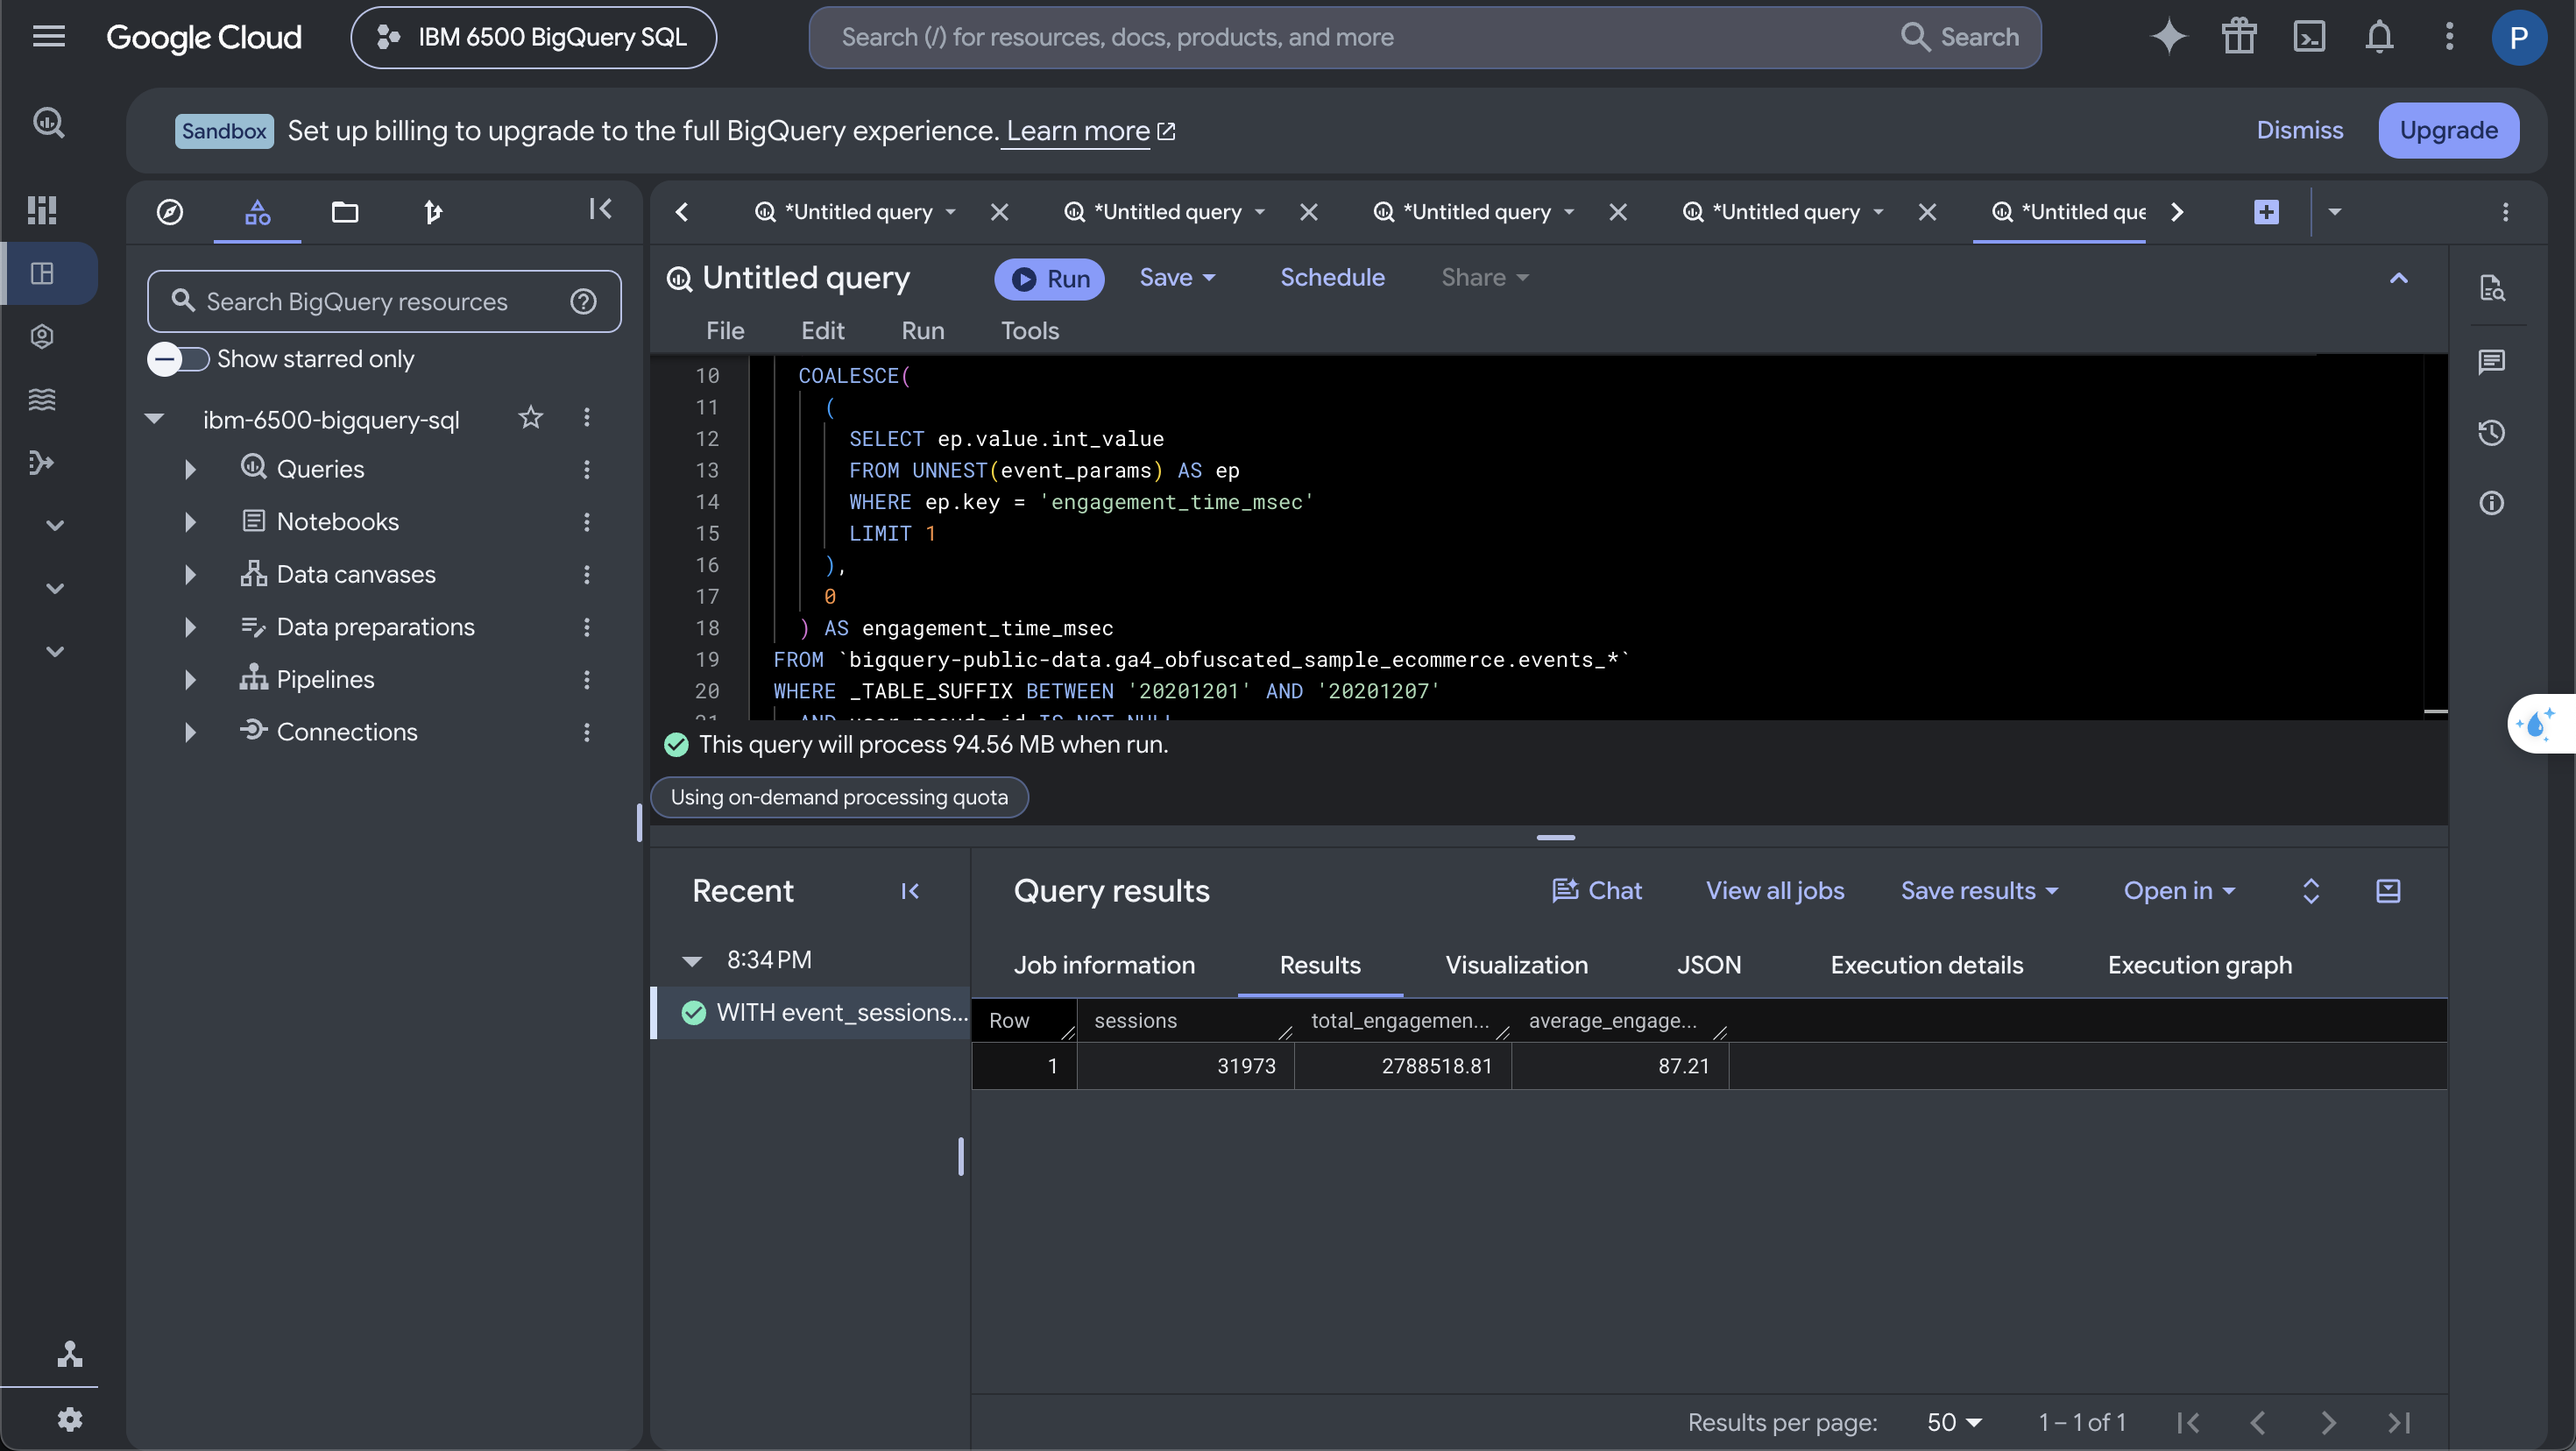 Google Cloud
IBM 6500 BigQuery SQL
Search (/) for resources, docs, products, and more
Search
P
Sandbox
Set up billing to upgrade to the full BigQuery experience. Learn more
Dismiss
Upgrade
*Untitled query
*Untitled query
*Untitled query
*Untitled query
*Untitled que
Search BigQuery resources
Show starred only
ibm-6500-bigquery-sql
Queries
Notebooks
Data canvases
Data preparations
Pipelines
Connections
Untitled query
Run
Save
Schedule
Share
File
Edit
Run
Tools
10 COALESCE(
11 (
12 SELECT ep.value.int_value
13 FROM UNNEST(event_params) AS ep
14 WHERE ep.key = 'engagement_time_msec'
15 LIMIT 1
16 ),
17 0
18 ) AS engagement_time_msec
19 FROM `bigquery-public-data.ga4_obfuscated_sample_ecommerce.events_*`
20 WHERE _TABLE_SUFFIX BETWEEN '20201201' AND '20201207'
21 AND user_pseudo_id IS NOT NULL
This query will process 94.56 MB when run.
Using on-demand processing quota
Recent
8:34 PM
WITH event_sessions...
Query results
Chat
View all jobs
Save results
Open in
Job information
Results
Visualization
JSON
Execution details
Execution graph
Row sessions total_engagemen... average_engage...
1 31973 2788518.81 87.21
Results per page: 50 1 – 1 of 1